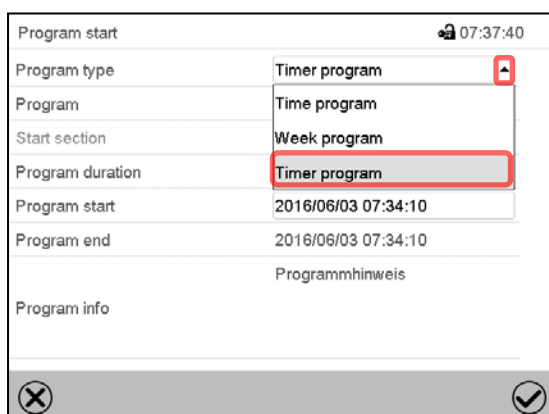 Program start 07:37:40
Program type Timer program
Program Time program
Start section Week program
Program duration Timer program
Program start 2016/06/03 07:34:10
Program end 2016/06/03 07:34:10
Programmhinweis
Program info